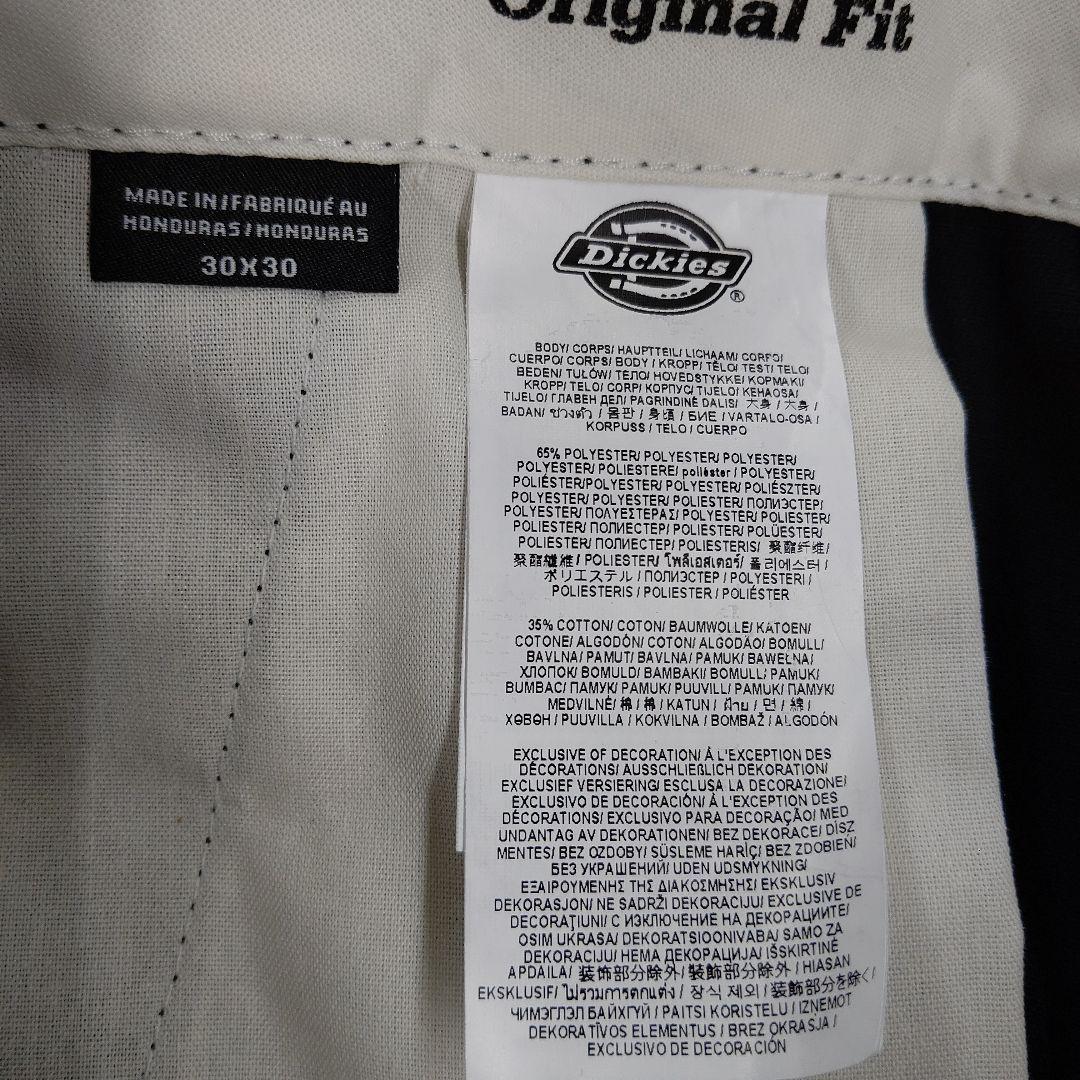 Original Fit
MADE IN/FABRIQUÉ AU
HONDURAS/HONDURAS
30X30
Dickies
®
BODY/ CORPS/ HAUPTTEIL/ LICHAAM/ CORPO/
CUERPO/ CORPS/ BODY / KROPP/ TĚLO/ TEST/ TELO/
BEDEN/ TUŁÓW/ ТЕЛО/ HOVEDSTYKKE/ ΚΟΡΜΑΚΙ/
KROPP/ TELO/ CORP/ КОРПУС/ TIJELO/ KEHAOSA/
TIJELO/ ГЛАВЕН ДЕЛ/ PAGRINDINĖ DALIS/ 大身 / 大身 /
BADAN/ ช่วงตัว / 몸판 / 身頃 / БИЕ / VARTALO-OSA /
KORPUSS / TELO / CUERPO
65% POLYESTER/ POLYESTER/ POLYESTER/
POLYESTER/ POLIESTERE/ poliéster / POLYESTER/
POLIÉSTER/POLYESTER/ POLYESTER/ POLIÉSZTER/
POLYESTER/ POLYESTER/ POLIESTER/ ПОЛИЭСТЕР/
POLYESTER/ ΠΟΛΥΕΣΤΕΡΑΣ/ POLYESTER/ POLIESTER/
POLIESTER/ ПОЛИЕСТЕР/ POLIESTER/ POLÜESTER/
POLIESTER/ ПОЛИЕСТЕР/ POLIESTERIS/ 聚酯纤维/
聚酯纖維/ POLIESTER/ โพลีเอสเตอร์/ 폴리에스터 /
ポリエステル / ПОЛИЭСТЕР / POLYESTERI /
POLIESTERIS / POLIESTER / POLIÉSTER
35% COTTON/ COTON/ BAUMWOLLE/ KATOEN/
COTONE/ ALGODÓN/ COTON/ ALGODÃO/ BOMULL/
BAVLNA/ PAMUT/ BAVLNA/ PAMUK/ BAWEŁNA/
ХЛОПОК/ BOMULD/ ΒΑΜΒΑΚΙ/ BOMULL/ PAMUK/
BUMBAC/ ПАМУК/ PAMUK/ PUUVILL/ PAMUK/ ПАМУК/
MEDVILNĖ/ 棉 / 棉 / KATUN / ฝ้าย / 면 / 綿 /
ХӨВӨН / PUUVILLA / KOKVILNA / BOMBAŽ / ALGODÓN
EXCLUSIVE OF DECORATION/ À L'EXCEPTION DES
DÉCORATIONS/ AUSSCHLIEßLICH DEKORATION/
EXCLUSIEF VERSIERING/ ESCLUSA LA DECORAZIONE/
EXCLUSIVO DE DECORACIÓN/ À L'EXCEPTION DES
DÉCORATIONS/ EXCLUSIVO PARA DECORAÇÃO/ MED
UNDANTAG AV DEKORATIONEN/ BEZ DEKORACE/ DÍSZ
MENTES/ BEZ OZDOBY/ SÜSLEME HARİÇ/ BEZ ZDOBIEŃ/
БЕЗ УКРАШЕНИЙ/ UDEN UDSMYKNING/
ΕΞΑΙΡΟΥΜΕΝΗΣ ΤΗΣ ΔΙΑΚΟΣΜΗΣΗΣ/ EKSKLUSIV
DEKORASJON/ NE SADRŽI DEKORACIJU/ EXCLUSIV DE
DECORAŢIUNI/ С ИЗКЛЮЧЕНИЕ НА ДЕКОРАЦИИТЕ/
OSIM UKRASA/ DEKORATSIOONIVABA/ SAMO ZA
DEKORACIJU/ НЕМА ДЕКОРАЦИЈА/ IŠSKIRTINĖ
APDAILA/ 装饰部分除外/ 裝飾部分除外 / HIASAN
EKSKLUSIF/ ไม่รวมการตกแต่ง / 장식 제외 / 装飾部分を除く/
ЧИМЭГЛЭЛ БАЙХГҮЙ / PAITSI KORISTELU / IZŅEMOT
DEKORATĪVOS ELEMENTUS / BREZ OKRASJA /
EXCLUSIVO DE DECORACIÓN